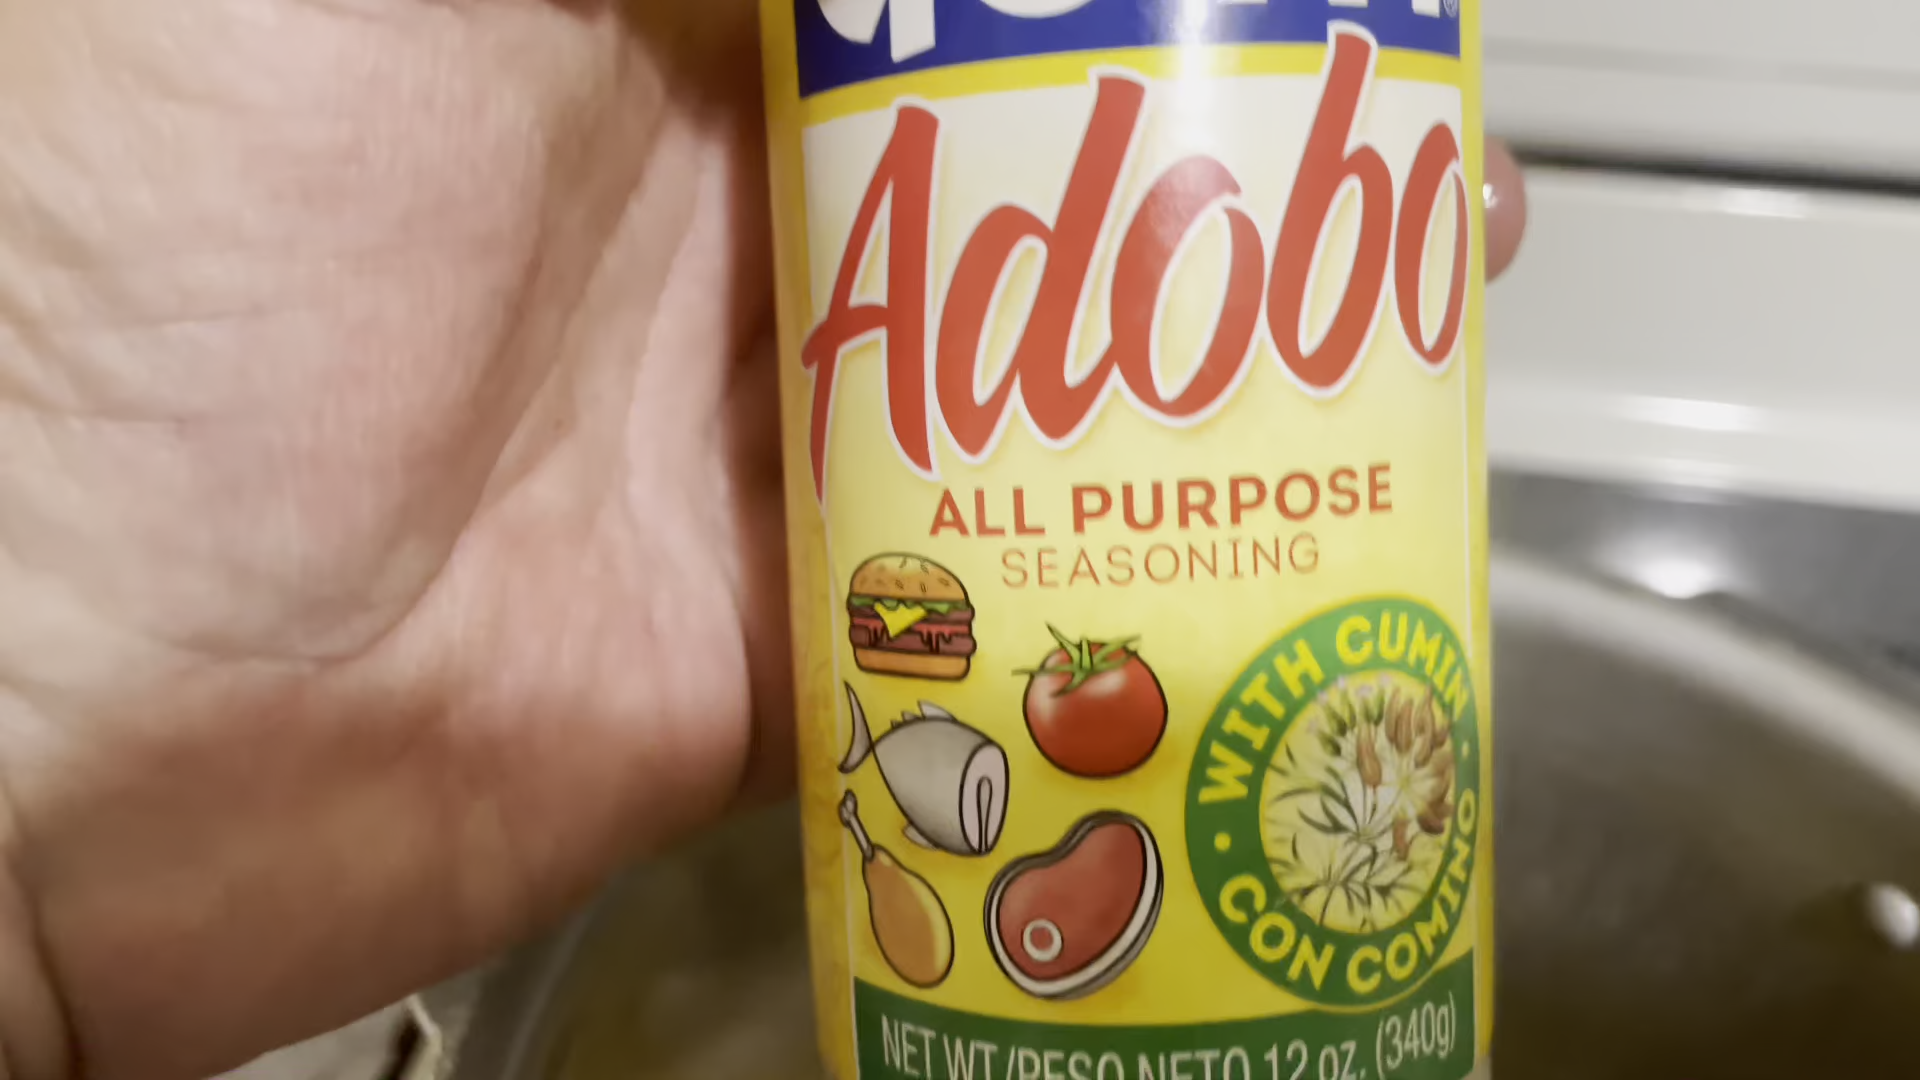 Adobo
ALL PURPOSE
SEASONING
WITH CUMIN
CON COMINO
NET WT/PESO NETO 12 oz. (340g)